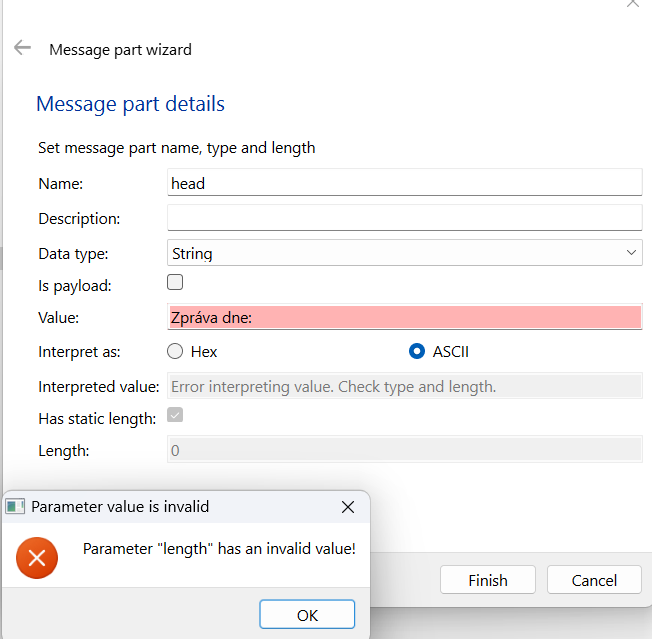 Message part wizard
Message part details
Set message part name, type and length
Name: head
Description:
Data type: String
Is payload:
Value: Zpráva dne:
Interpret as: Hex ASCII
Interpreted value: Error interpreting value. Check type and length.
Has static length:
Length: 0
Parameter value is invalid
Parameter "length" has an invalid value!
OK
Finish Cancel